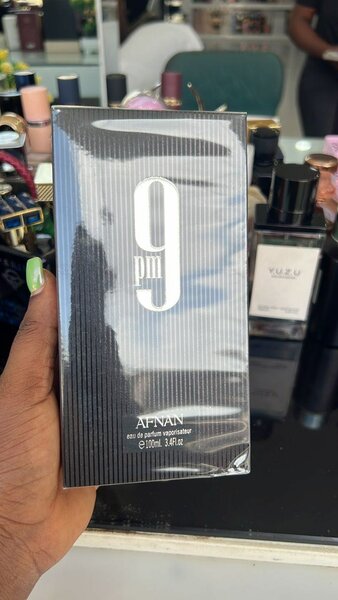 9
pm
AFNAN
eau de parfum vaporisateur
e 100ml. 3.4Fl.oz
YUZU